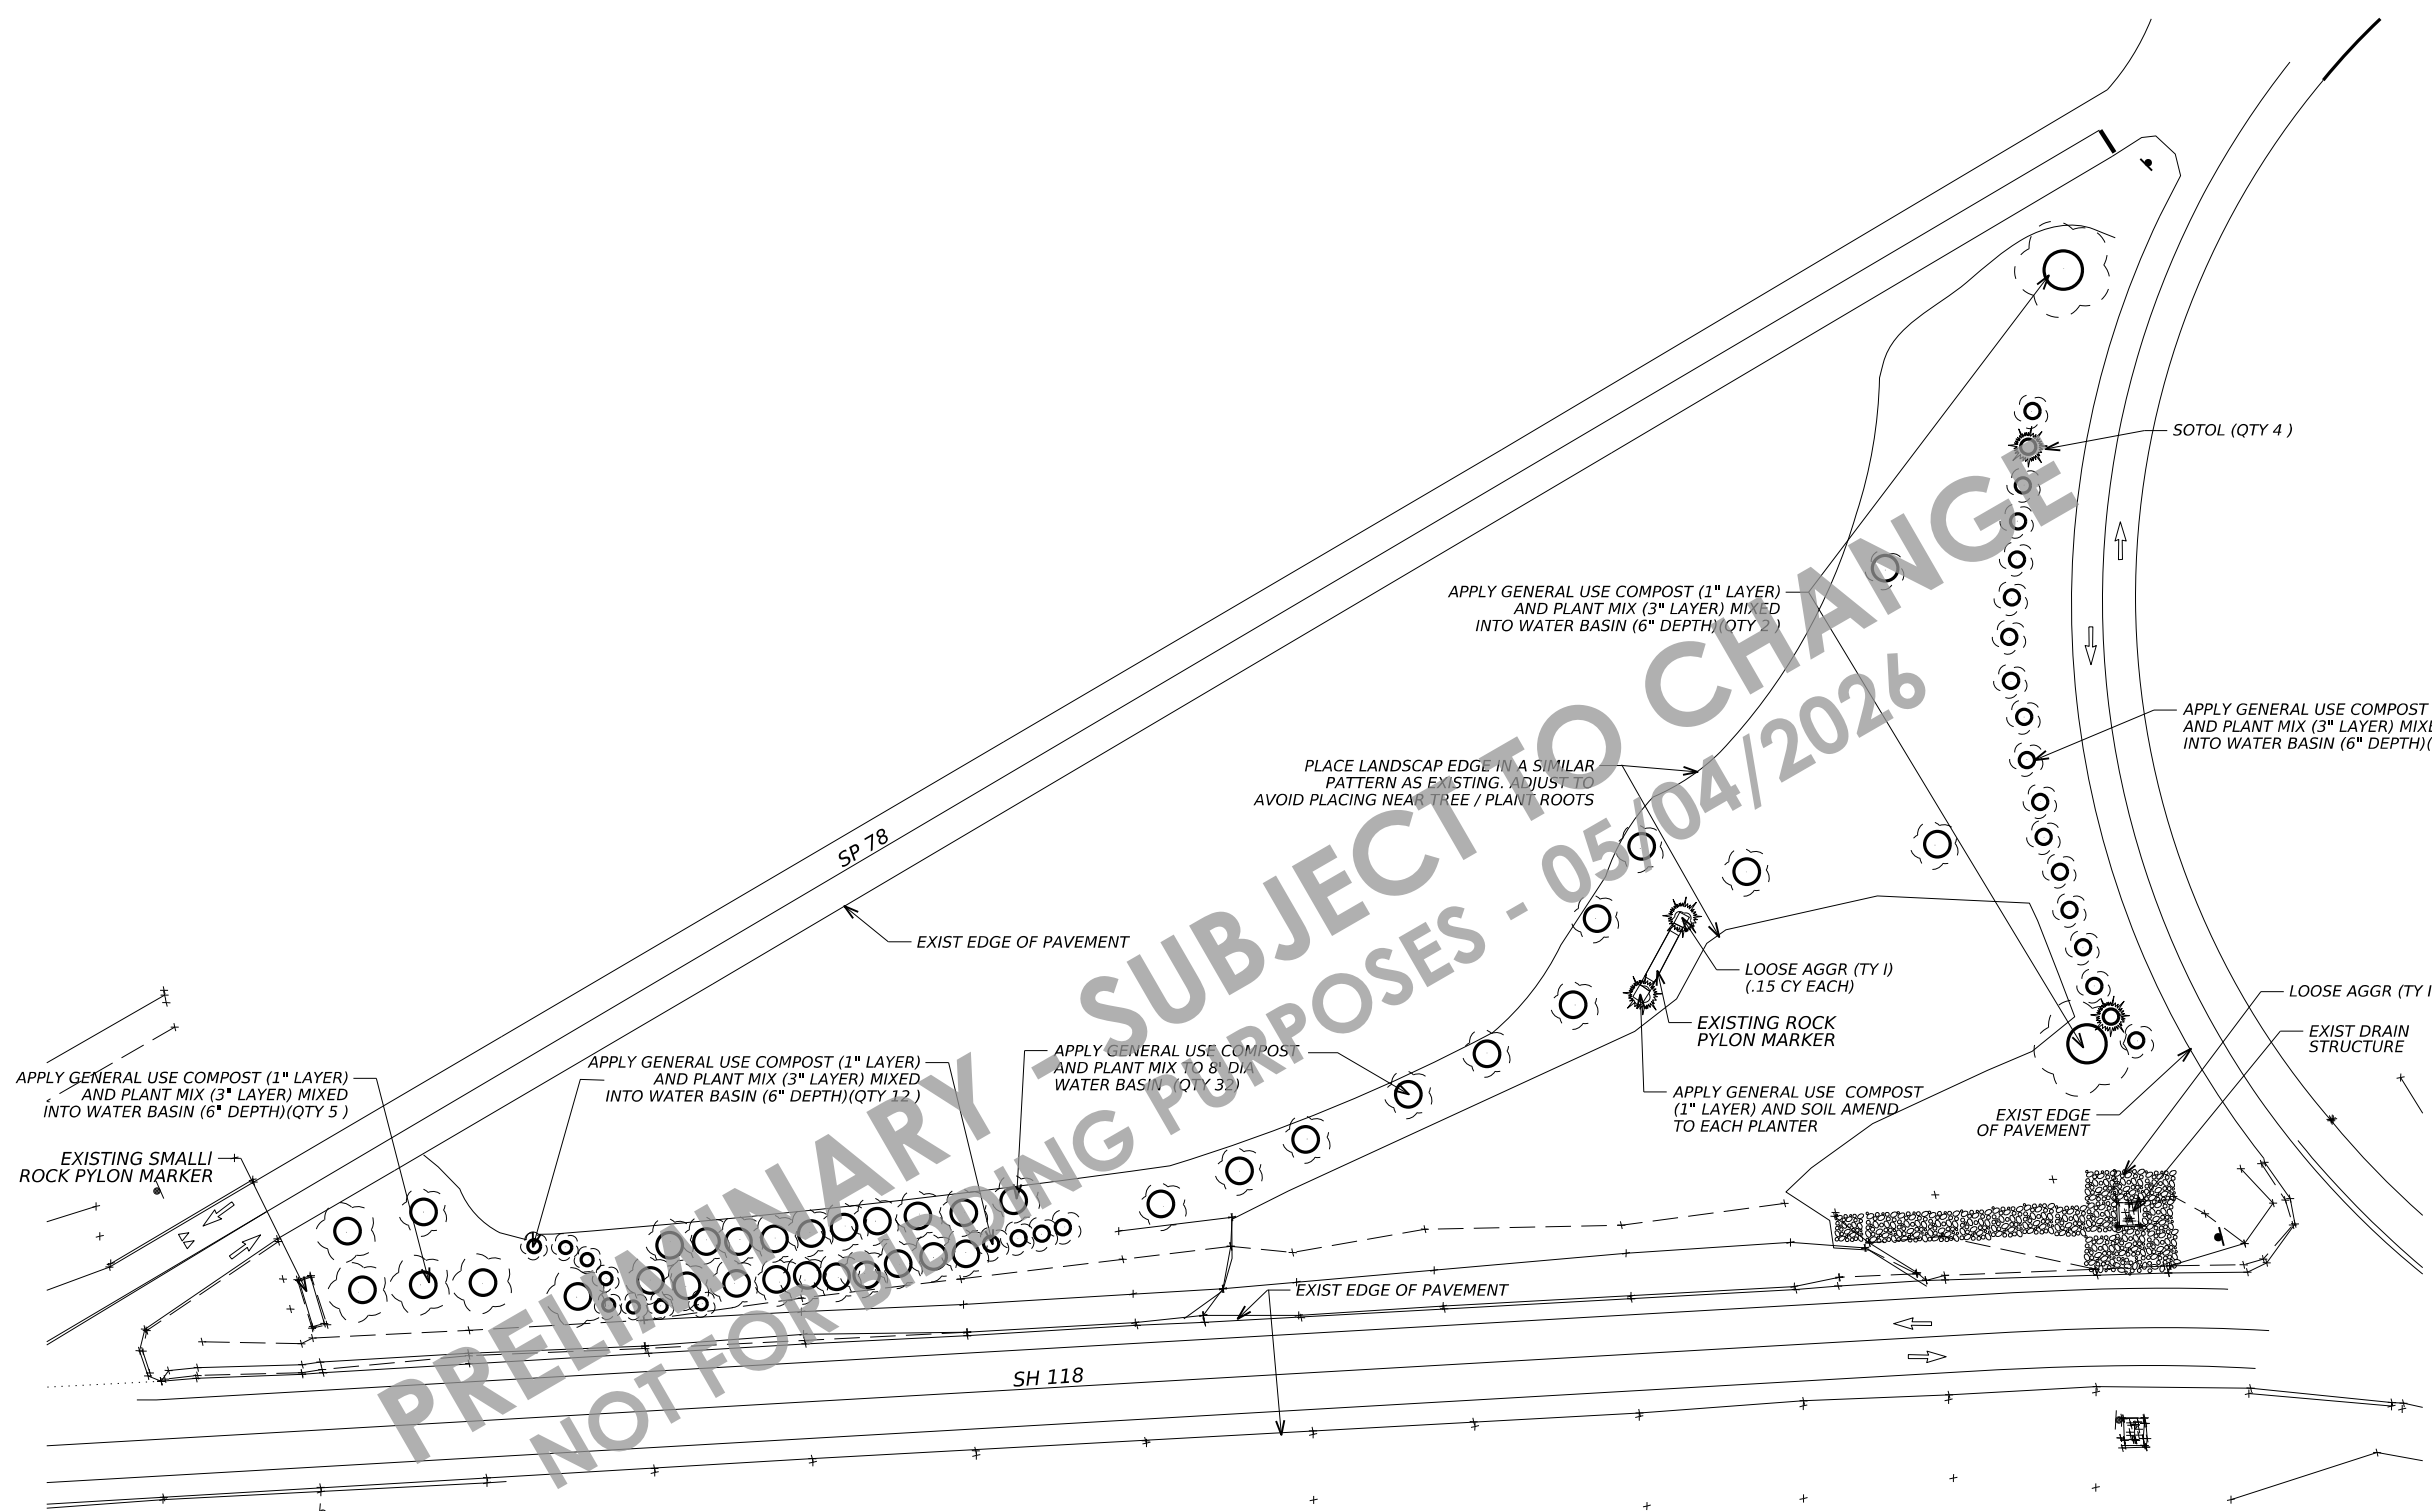 SOTOL (QTY 4 )
APPLY GENERAL USE COMPOST (1" LAYER)
AND PLANT MIX (3" LAYER) MIXED
INTO WATER BASIN (6" DEPTH)(QTY 2 )
APPLY GENERAL USE COMPOST
AND PLANT MIX (3" LAYER)
INTO WATER BASIN (6" DEPTH)(
PLACE LANDSCAP EDGE IN A SIMILAR
PATTERN AS EXISTING. ADJUST TO
AVOID PLACING NEAR TREE / PLANT ROOTS
SP 78
EXIST EDGE OF PAVEMENT
LOOSE AGGR (TY I)
(.15 CY EACH)
LOOSE AGGR (TY I
EXISTING ROCK
PYLON MARKER
EXIST DRAIN
STRUCTURE
APPLY GENERAL USE COMPOST (1" LAYER)
AND PLANT MIX (3" LAYER) MIXED
INTO WATER BASIN (6" DEPTH)(QTY 5 )
APPLY GENERAL USE COMPOST (1" LAYER)
AND PLANT MIX (3" LAYER) MIXED
INTO WATER BASIN (6" DEPTH)(QTY 12 )
APPLY GENERAL USE COMPOST
AND PLANT MIX TO 8' DIA
WATER BASIN (QTY 32)
APPLY GENERAL USE COMPOST
(1" LAYER) AND SOIL AMEND
TO EACH PLANTER
EXIST EDGE
OF PAVEMENT
EXISTING SMALLI
ROCK PYLON MARKER
EXIST EDGE OF PAVEMENT
SH 118
PRELIMINARY - SUBJECT TO CHANGE
NOT FOR BIDDING PURPOSES - 05/04/2026